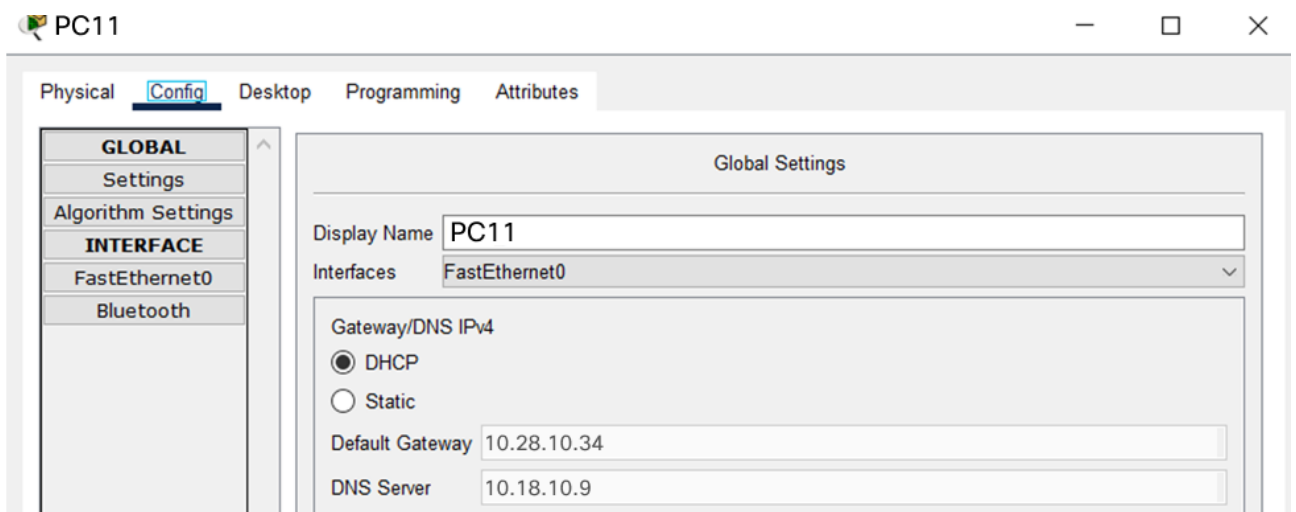 PC11
Physical Config Desktop Programming Attributes
GLOBAL
Settings
Algorithm Settings
INTERFACE
FastEthernet0
Bluetooth
Global Settings
Display Name PC11
Interfaces FastEthernet0
Gateway/DNS IPv4
DHCP
Static
Default Gateway 10.28.10.34
DNS Server 10.18.10.9